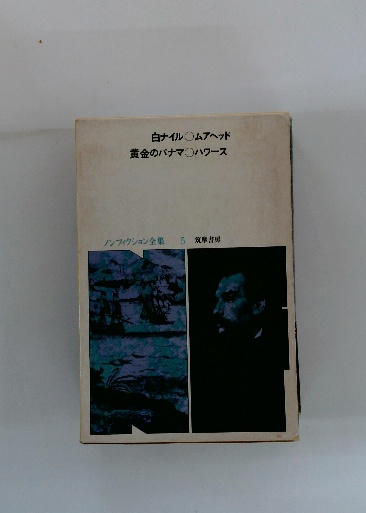 白ナイル○ムアヘッド
黄金のパナマ○ハワース
ノンフィクション全集 5 筑摩書房